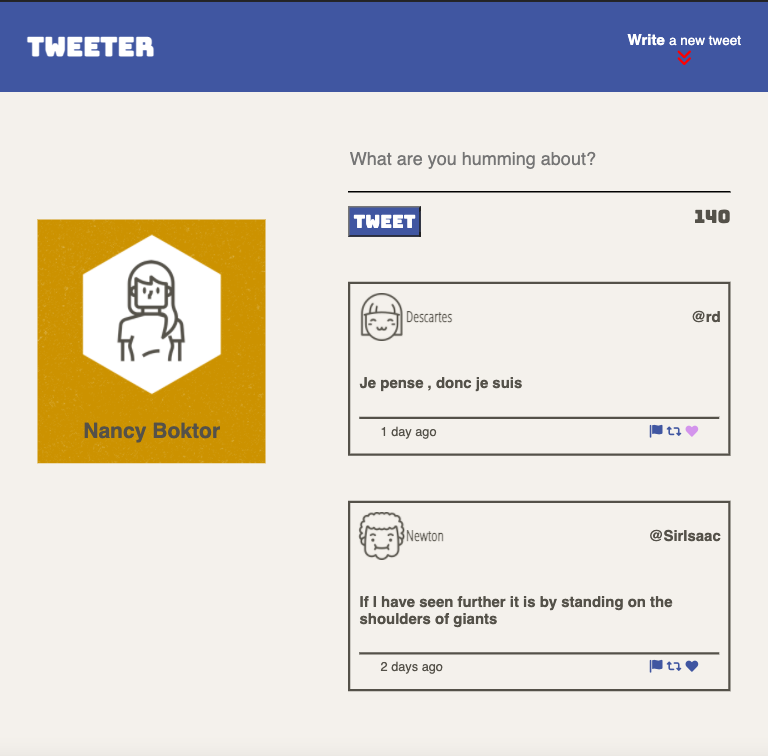 TWEETER
Write a new tweet
What are you humming about?
TWEET
140
Nancy Boktor
Descartes
@rd
Je pense , donc je suis
1 day ago
Newton
@SirIsaac
If I have seen further it is by standing on the
shoulders of giants
2 days ago